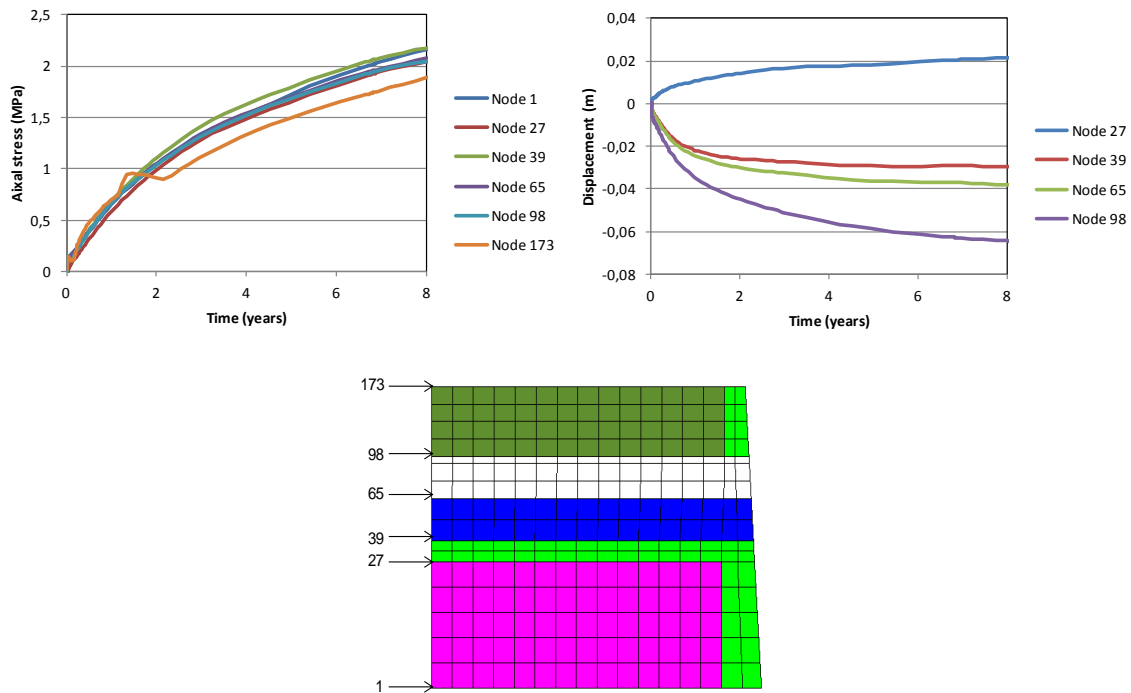 2,5
2
1,5
1
0,5
0
0 2 4 6 8
Aixal stress (MPa)
Time (years)
Node 1
Node 27
Node 39
Node 65
Node 98
Node 173
0,04
0,02
0
-0,02
-0,04
-0,06
-0,08
0 2 4 6 8
Displacement (m)
Time (years)
Node 27
Node 39
Node 65
Node 98
173
98
65
39
27
1